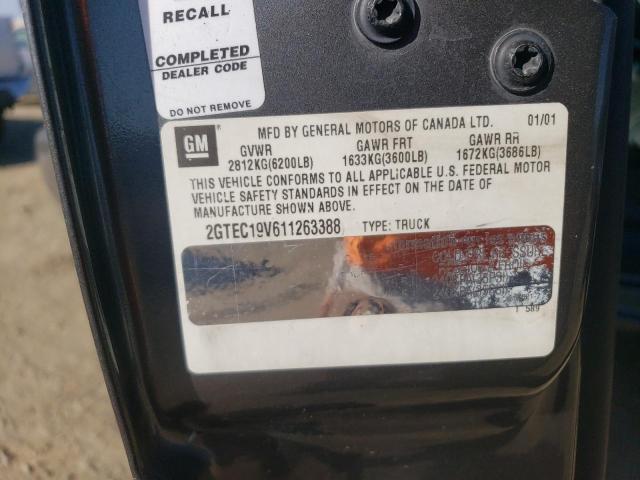 RECALL
COMPLETED
DEALER CODE
DO NOT REMOVE
GM
MFD BY GENERAL MOTORS OF CANADA LTD. 01/01
GVWR GAWR FRT GAWR RR
2812KG(6200LB) 1633KG(3600LB) 1672KG(3686LB)
THIS VEHICLE CONFORMS TO ALL APPLICABLE U.S. FEDERAL MOTOR
VEHICLE SAFETY STANDARDS IN EFFECT ON THE DATE OF
MANUFACTURE SHOWN ABOVE.
2GTEC19V611263388 TYPE: TRUCK
589